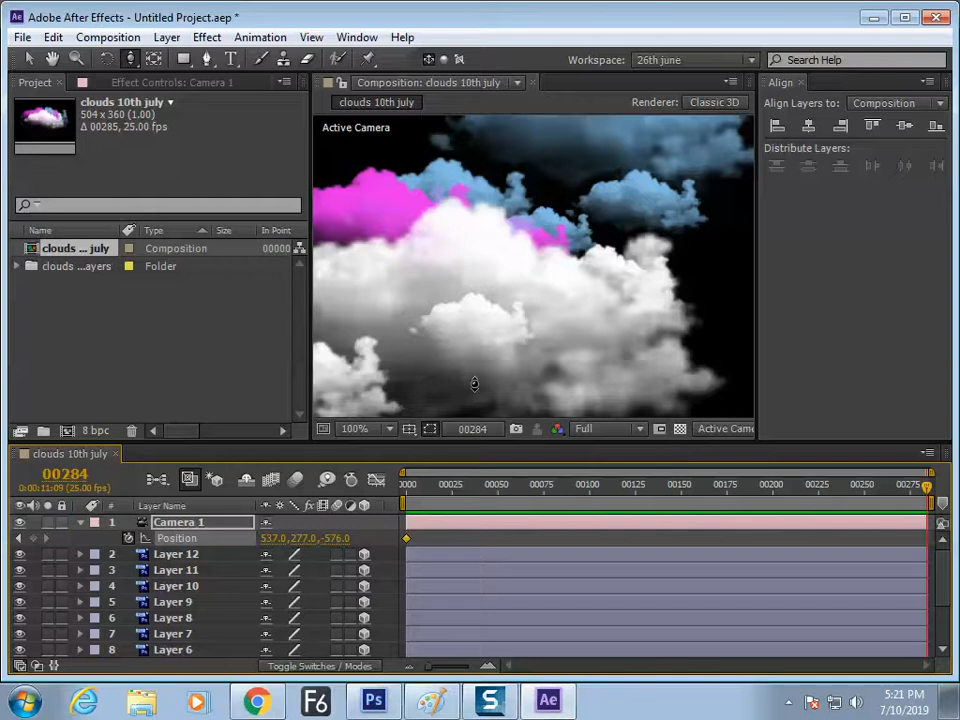 Ae Adobe After Effects - Untitled Project.aep *
File Edit Composition Layer Effect Animation View Window Help
Workspace: 26th june Search Help
Project Effect Controls: Camera 1 Composition: clouds 10th july Align
clouds 10th july
504 x 360 (1.00)
Δ 00285, 25.00 fps
clouds 10th july Renderer: Classic 3D
Align Layers to: Composition
Distribute Layers:
Active Camera
Name Type Size In Point
clouds ... july Composition 00000
clouds ...ayers Folder
8 bpc
100% 00284 Full Active Came
clouds 10th july
00284
0:00:11:09 (25.00 fps)
0000 00025 00050 00075 00100 00125 00150 00175 00200 00225 00250 00275
# Layer Name
1 Camera 1
Position 537.0,277.0,-576.0
2 Layer 12
3 Layer 11
4 Layer 10
5 Layer 9
6 Layer 8
7 Layer 7
8 Layer 6
Toggle Switches / Modes
F6 Ps S Ae
5:21 PM
7/10/2019